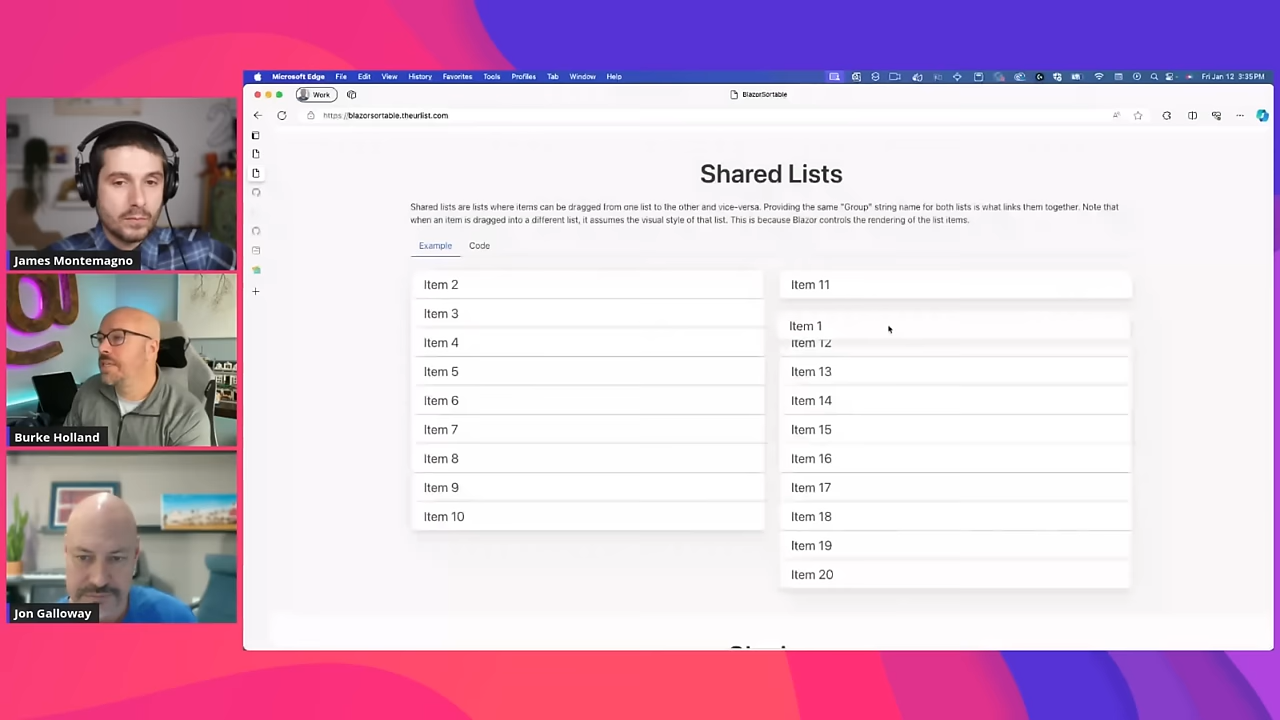 Microsoft Edge File Edit View History Favorites Tools Profiles Tab Window Help Fri Jan 12 3:35 PM
Work
BlazorSortable
https://blazorsortable.theurlist.com
Shared Lists
Shared lists are lists where items can be dragged from one list to the other and vice-versa. Providing the same "Group" string name for both lists is what links them together. Note that
when an item is dragged into a different list, it assumes the visual style of that list. This is because Blazor controls the rendering of the list items.
Example Code
Item 2
Item 3
Item 4
Item 5
Item 6
Item 7
Item 8
Item 9
Item 10
Item 11
Item 1
Item 12
Item 13
Item 14
Item 15
Item 16
Item 17
Item 18
Item 19
Item 20
James Montemagno
Burke Holland
Jon Galloway